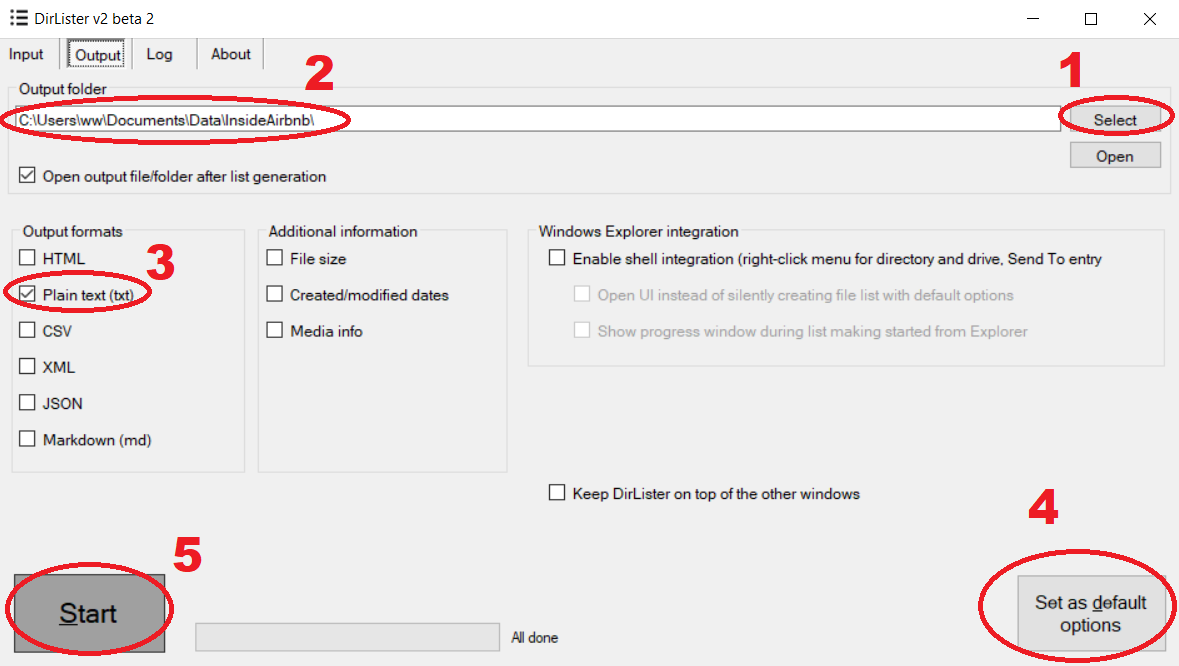 DirLister v2 beta 2
Input Output Log About
2
1
Output folder
C:\Users\ww\Documents\Data\InsideAirbnb\ Select
Open
Open output file/folder after list generation
Output formats Additional information Windows Explorer integration
3
HTML File size Enable shell integration (right-click menu for directory and drive, Send To entry
Plain text (txt) Created/modified dates Open UI instead of silently creating file list with default options
CSV Media info Show progress window during list making started from Explorer
XML
JSON
Markdown (md)
Keep DirLister on top of the other windows
4
5
Start Set as default
options
All done